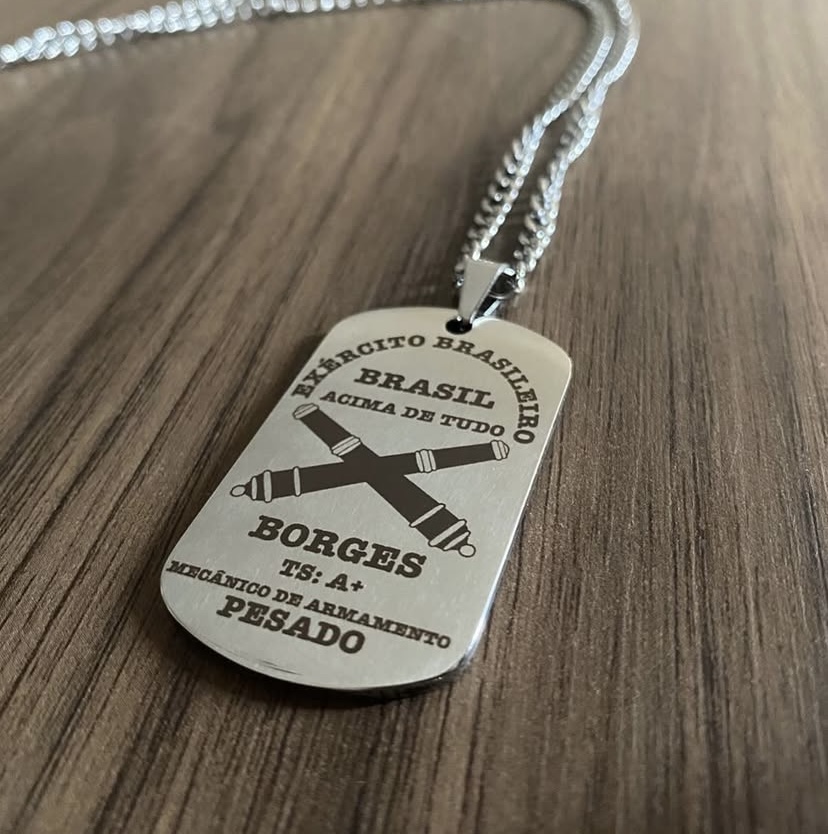 EXÉRCITO BRASILEIRO
BRASIL
ACIMA DE TUDO
BORGES
TS: A+
MECÂNICO DE ARMAMENTO
PESADO